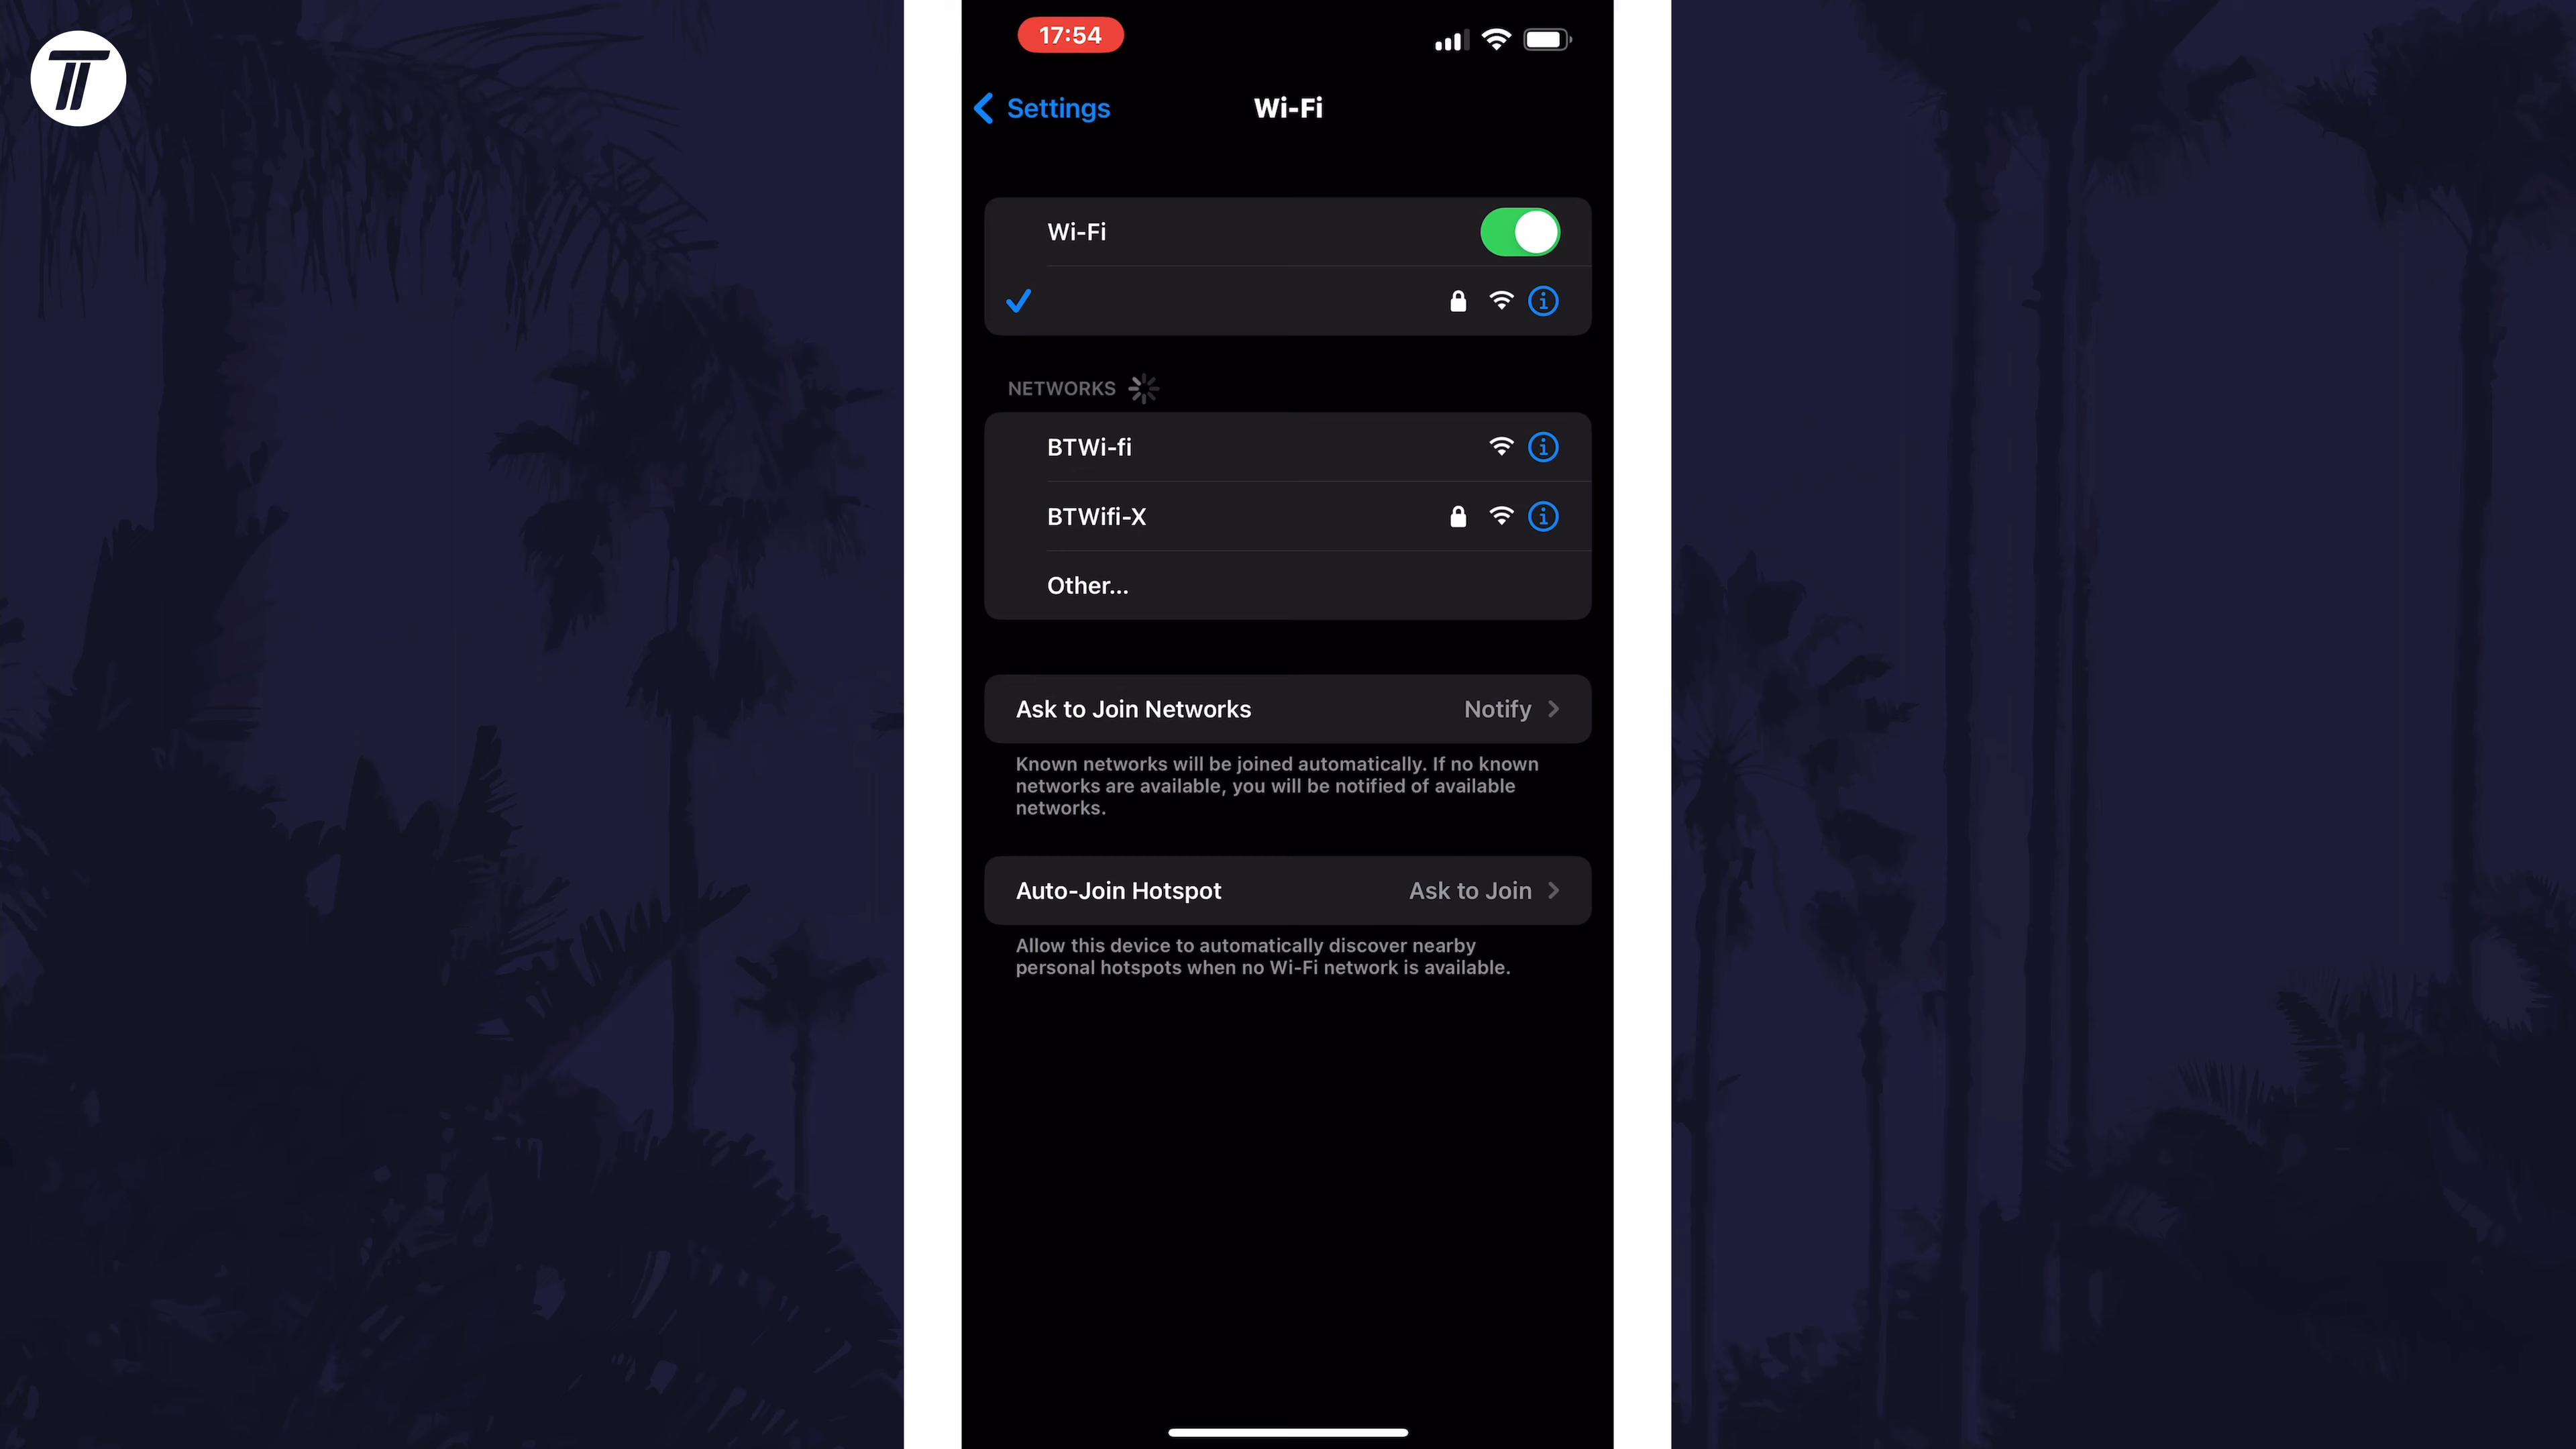 17:54
Settings
Wi-Fi
Wi-Fi
NETWORKS
BTWi-fi
BTWifi-X
Other...
Ask to Join Networks
Notify
Known networks will be joined automatically. If no known
networks are available, you will be notified of available
networks.
Auto-Join Hotspot
Ask to Join
Allow this device to automatically discover nearby
personal hotspots when no Wi-Fi network is available.